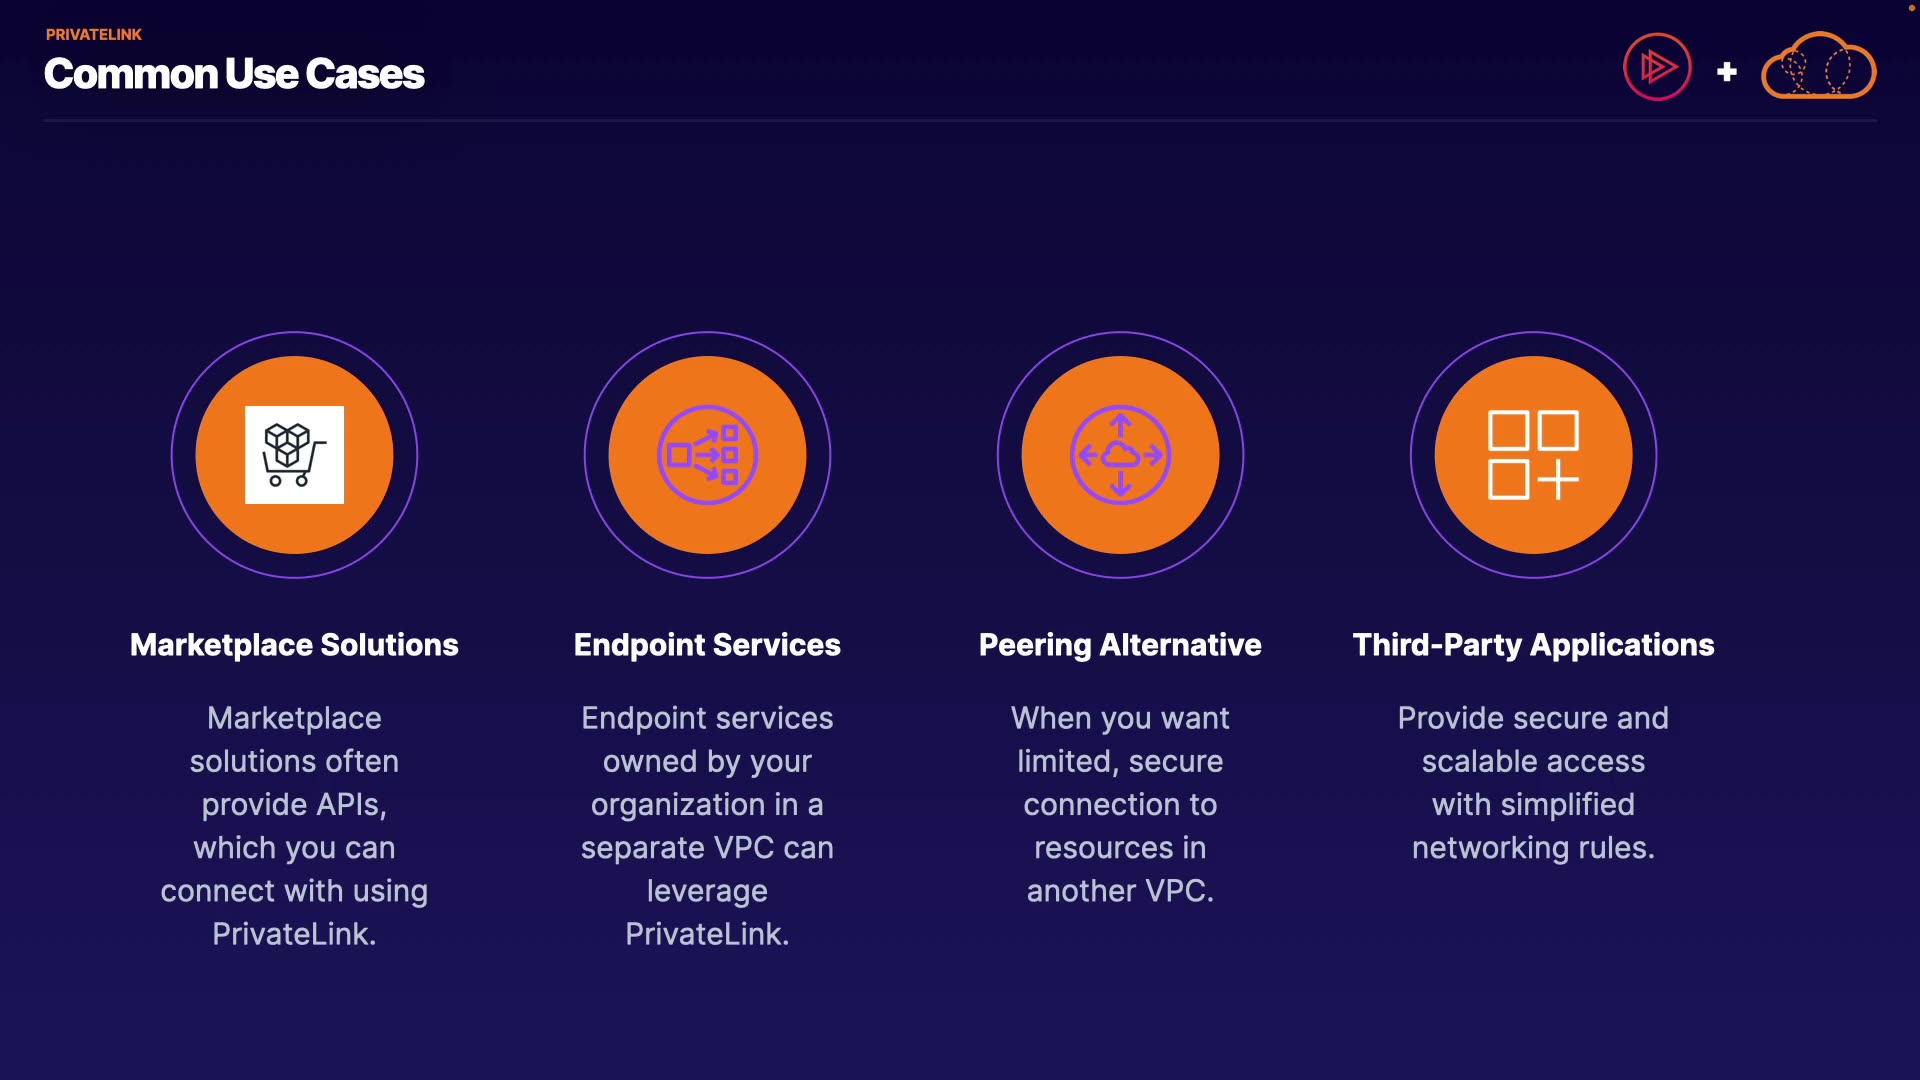 PRIVATELINK
Common Use Cases
Marketplace Solutions
Marketplace
solutions often
provide APIs,
which you can
connect with using
PrivateLink.
Endpoint Services
Endpoint services
owned by your
organization in a
separate VPC can
leverage
PrivateLink.
Peering Alternative
When you want
limited, secure
connection to
resources in
another VPC.
Third-Party Applications
Provide secure and
scalable access
with simplified
networking rules.